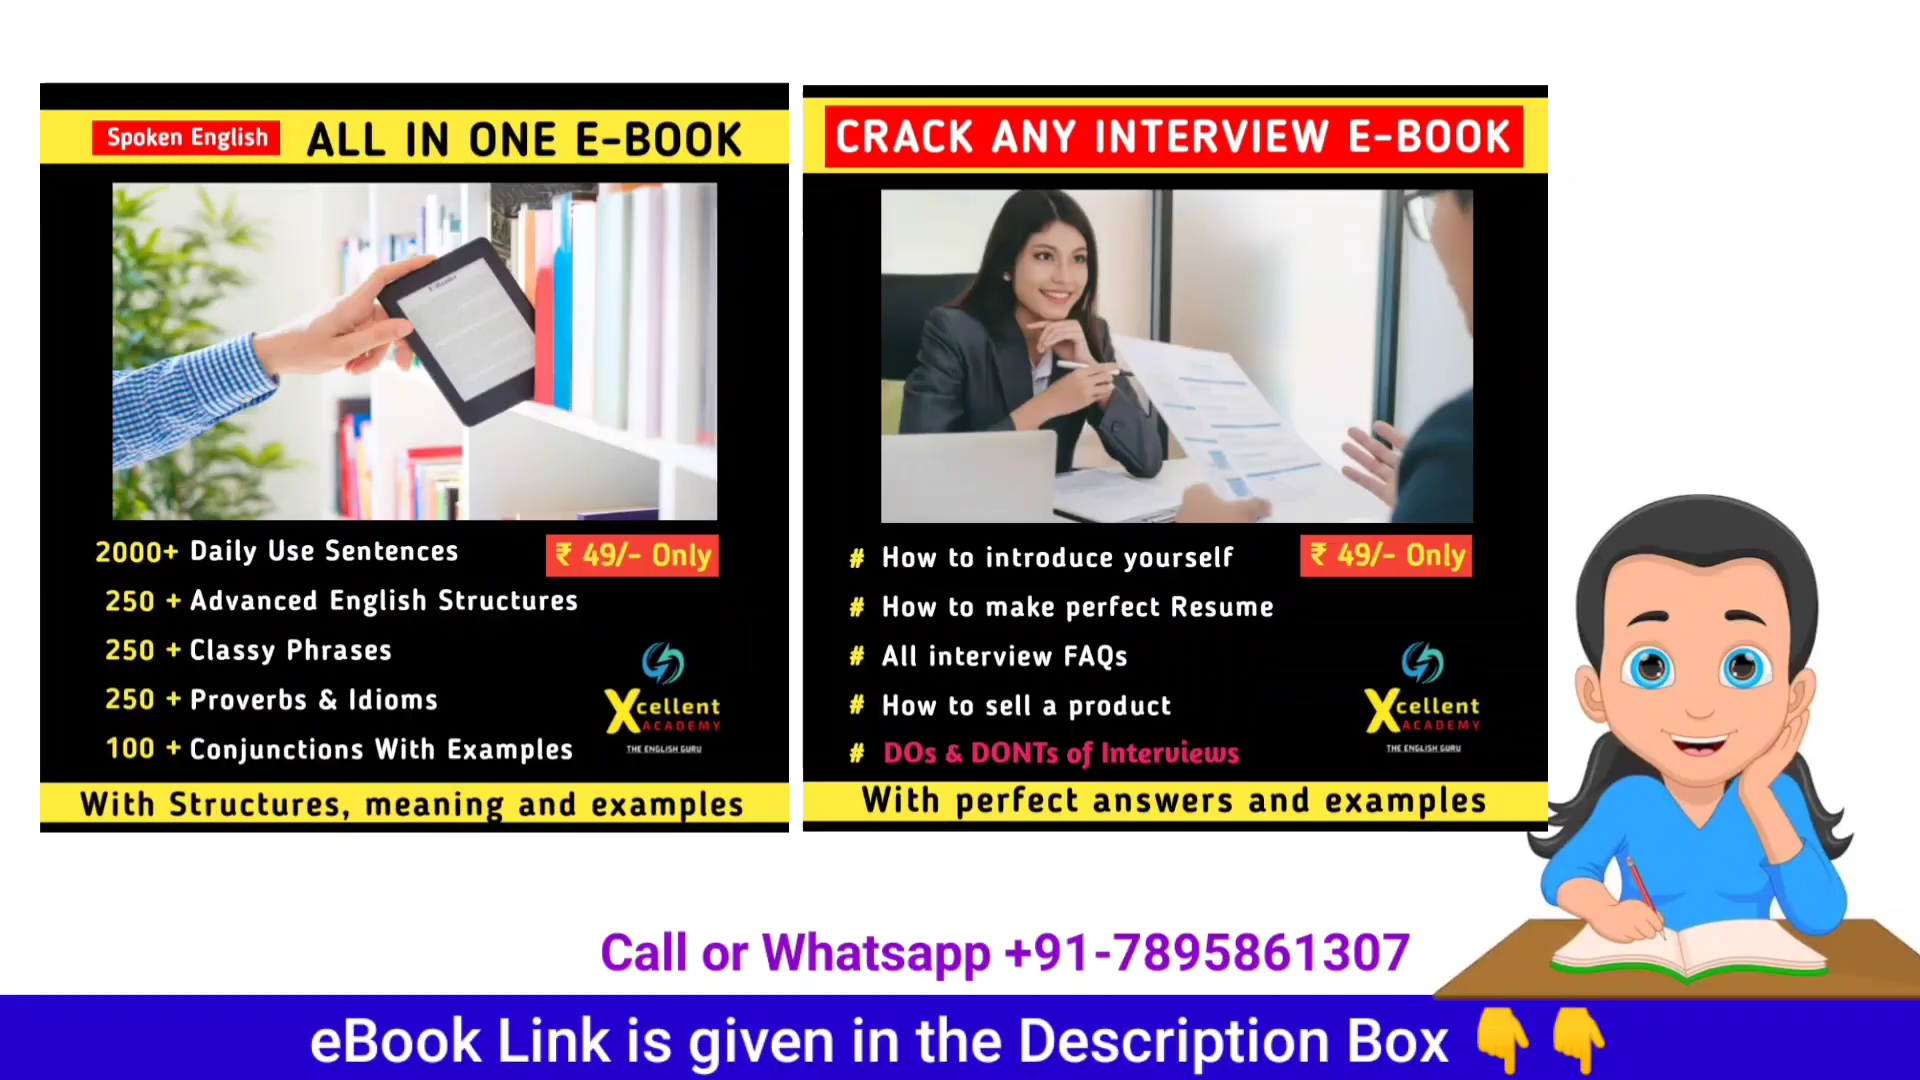 Spoken English ALL IN ONE E-BOOK
2000+ Daily Use Sentences
₹ 49/- Only
250 + Advanced English Structures
250 + Classy Phrases
250 + Proverbs & Idioms
100 + Conjunctions With Examples
Xcellent
ACADEMY
THE ENGLISH GURU
With Structures, meaning and examples
CRACK ANY INTERVIEW E-BOOK
# How to introduce yourself
₹ 49/- Only
# How to make perfect Resume
# All interview FAQs
# How to sell a product
# DOs & DONTs of Interviews
Xcellent
ACADEMY
THE ENGLISH GURU
With perfect answers and examples
Call or Whatsapp +91-7895861307
eBook Link is given in the Description Box 👇 👇